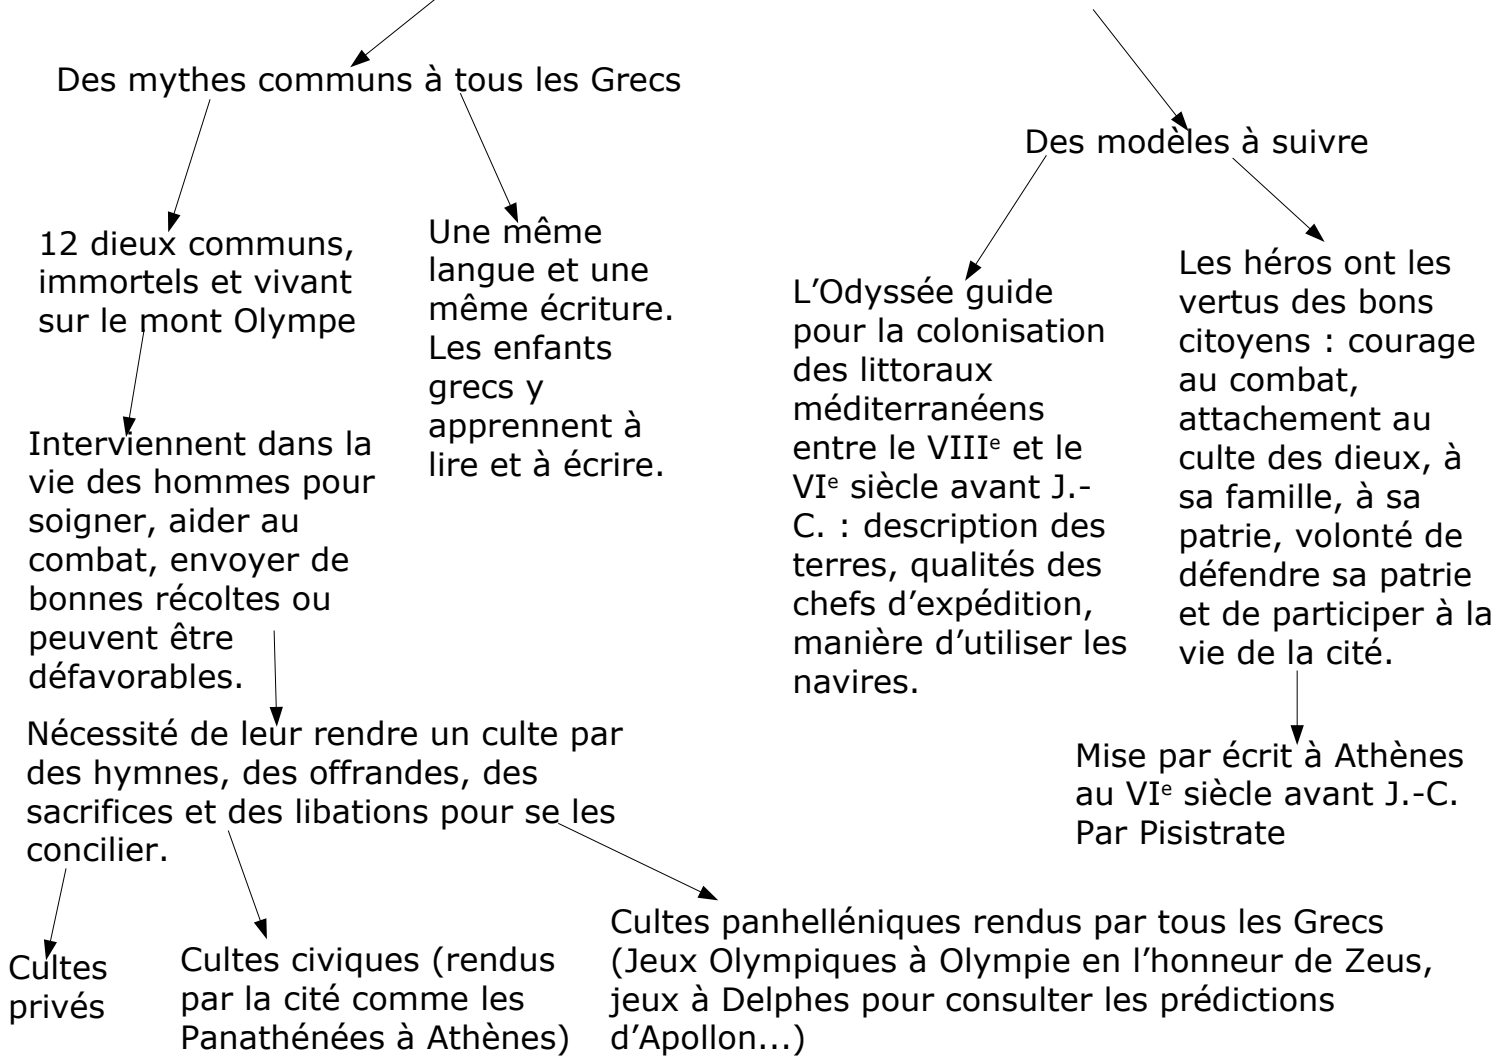 Des mythes communs à tous les Grecs
Des modèles à suivre
12 dieux communs,
immortels et vivant
sur le mont Olympe
Une même
langue et une
même écriture.
Les enfants
grecs y
apprennent à
lire et à écrire.
L’Odyssée guide
pour la colonisation
des littoraux
méditerranéens
entre le VIIIᵉ et le
VIᵉ siècle avant J.-
C. : description des
terres, qualités des
chefs d’expédition,
manière d’utiliser les
navires.
Les héros ont les
vertus des bons
citoyens : courage
au combat,
attachement au
culte des dieux, à
sa famille, à sa
patrie, volonté de
défendre sa patrie
et de participer à la
vie de la cité.
Interviennent dans la
vie des hommes pour
soigner, aider au
combat, envoyer de
bonnes récoltes ou
peuvent être
défavorables.
Nécessité de leur rendre un culte par
des hymnes, des offrandes, des
sacrifices et des libations pour se les
concilier.
Mise par écrit à Athènes
au VIᵉ siècle avant J.-C.
Par Pisistrate
Cultes
privés
Cultes civiques (rendus
par la cité comme les
Panathénées à Athènes)
Cultes panhelléniques rendus par tous les Grecs
(Jeux Olympiques à Olympie en l’honneur de Zeus,
jeux à Delphes pour consulter les prédictions
d’Apollon...)